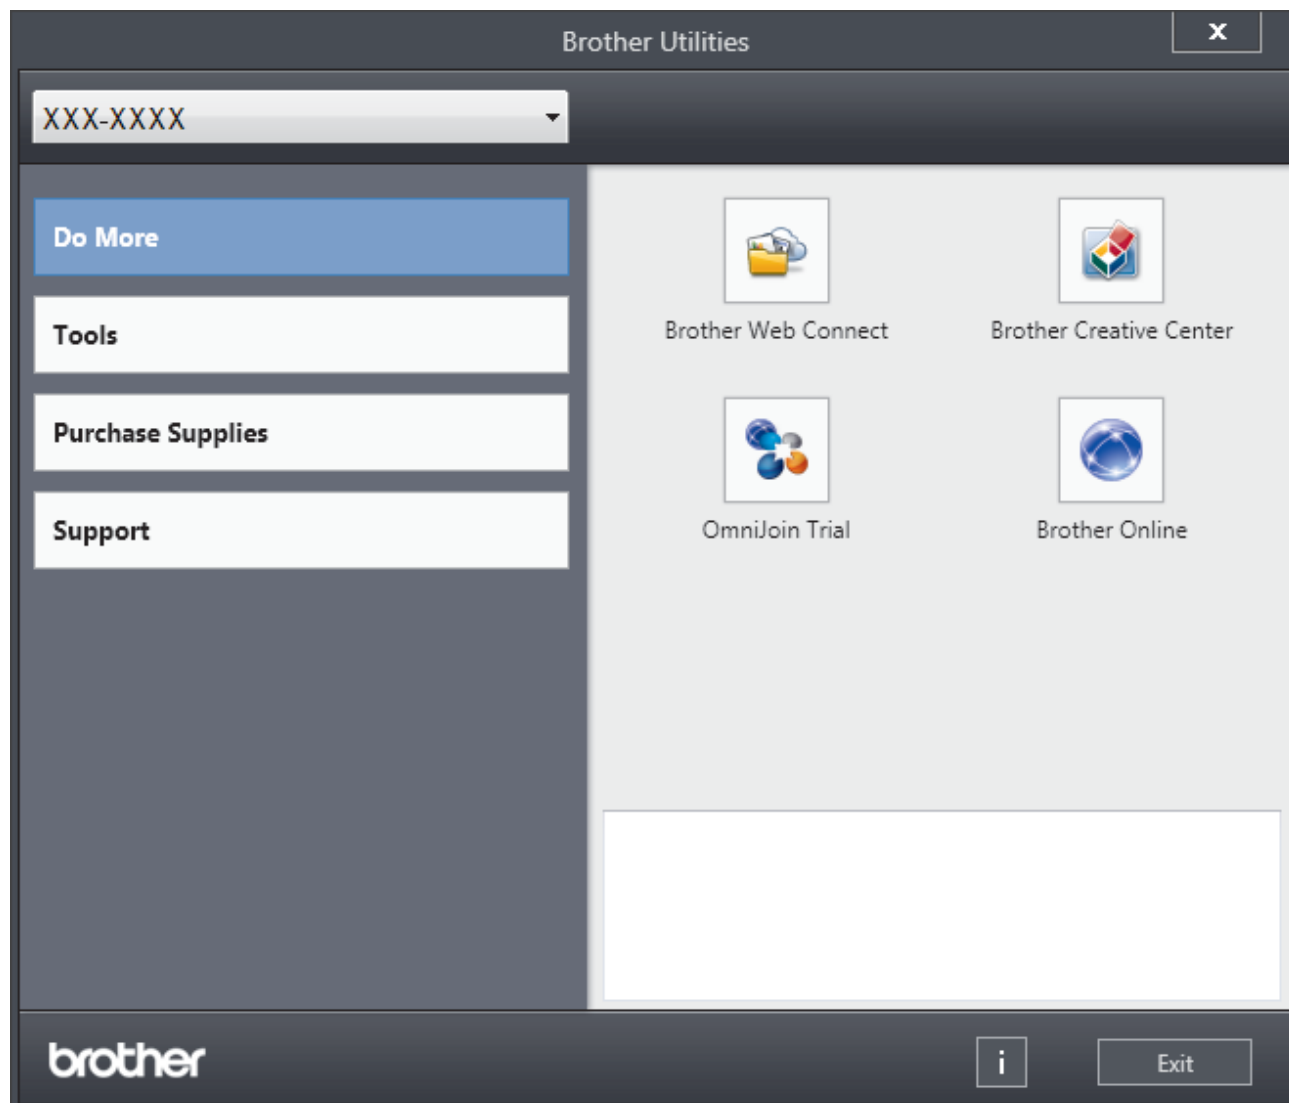 Brother Utilities
X
XXX-XXXX
Do More
Tools
Purchase Supplies
Support
Brother Web Connect
Brother Creative Center
OmniJoin Trial
Brother Online
brother
i
Exit